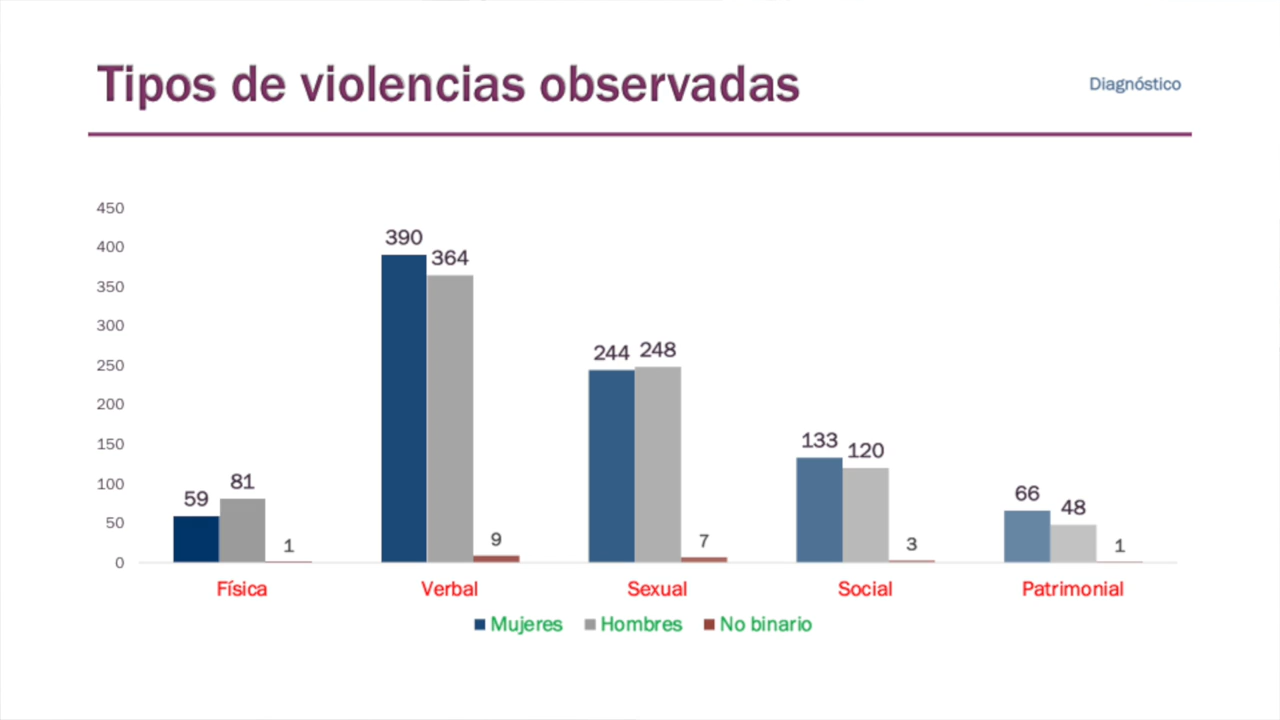 Tipos de violencias observadas
Diagnóstico
450
400
350
300
250
200
150
100
50
0
59 81 1
390 364 9
244 248 7
133 120 3
66 48 1
Física Verbal Sexual Social Patrimonial
Mujeres Hombres No binario